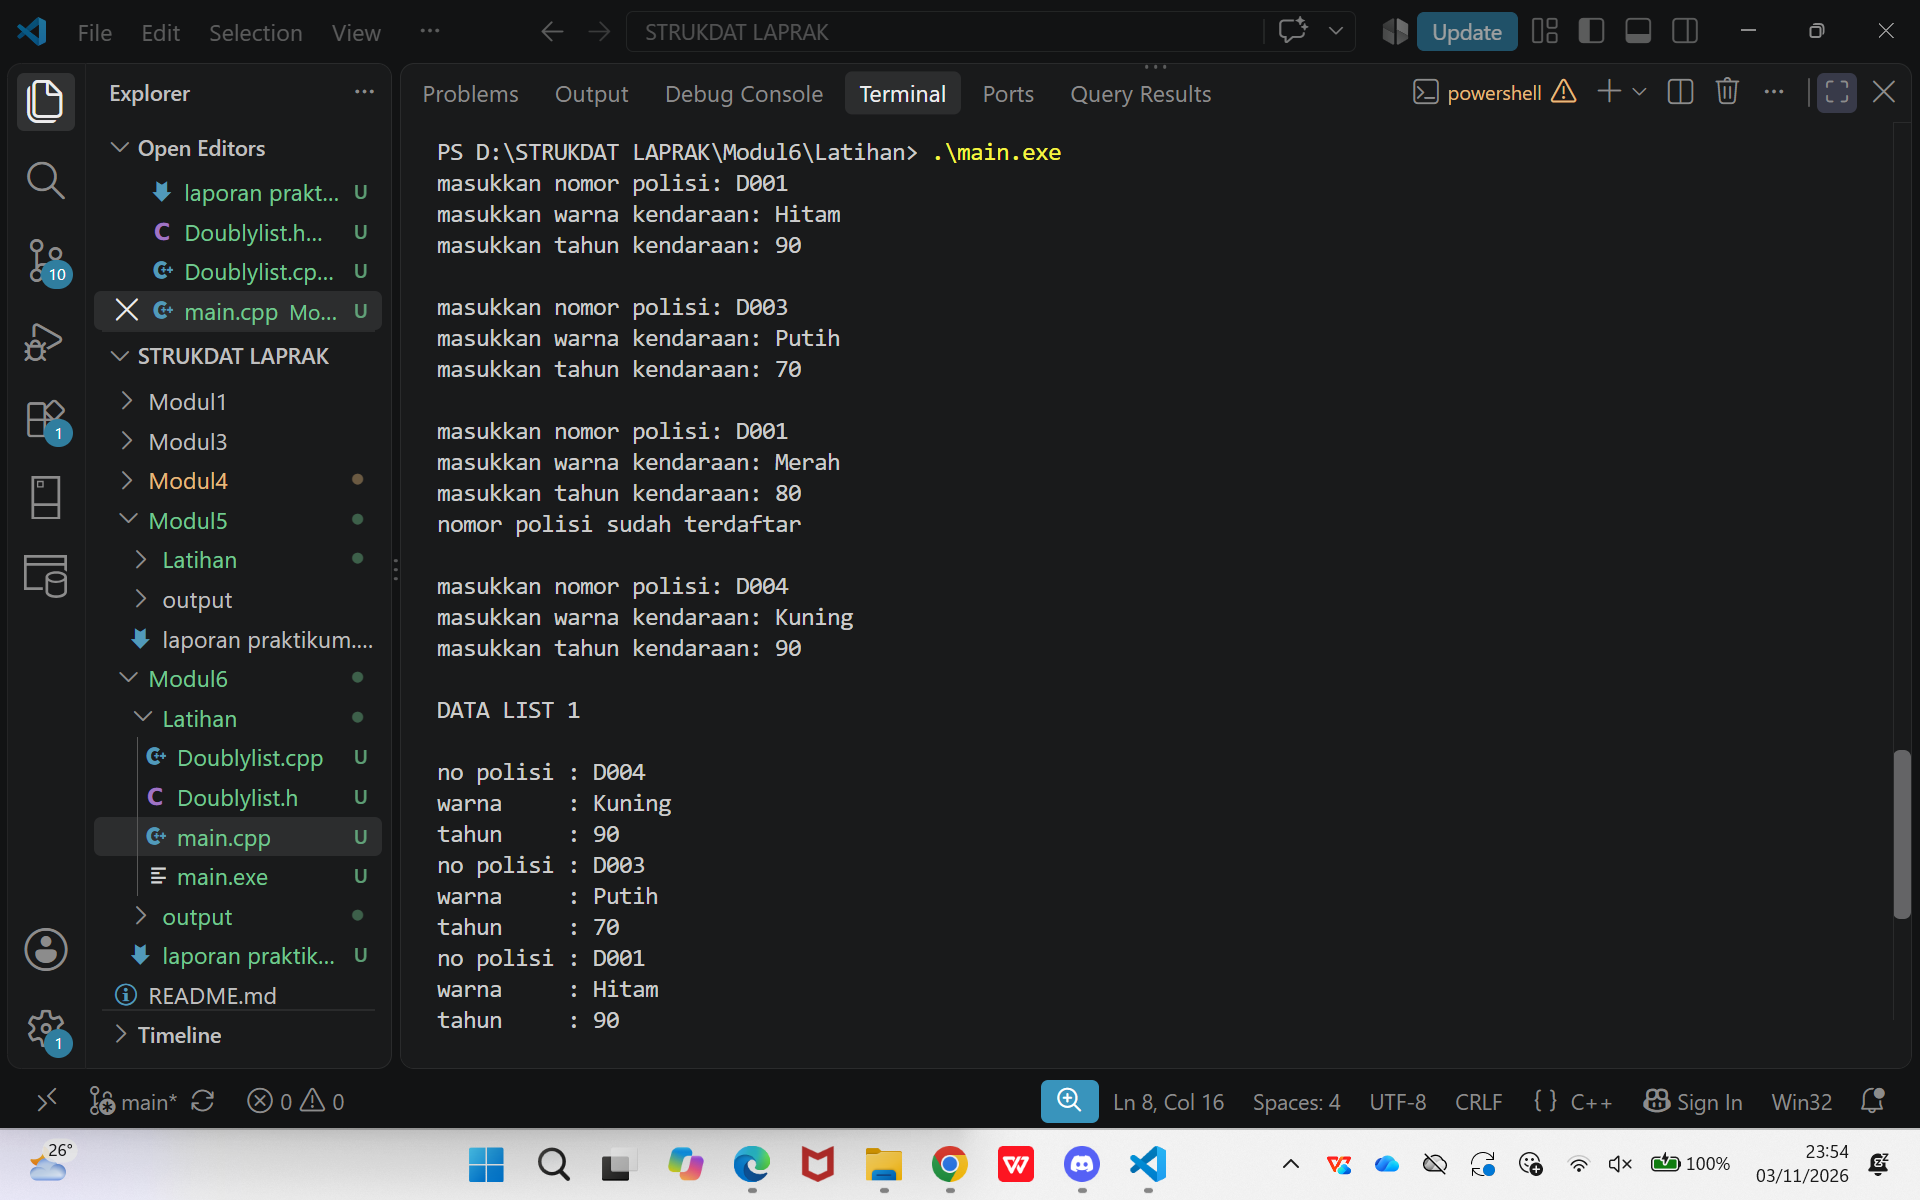 File Edit Selection View ··· STRUKDAT LAPRAK Update
Explorer ···
Open Editors
laporan prakt... U
Doublylist.h... U
Doublylist.cp... U
main.cpp Mo... U
STRUKDAT LAPRAK
Modul1
Modul3
Modul4
Modul5
Latihan
output
laporan praktikum....
Modul6
Latihan
Doublylist.cpp U
Doublylist.h U
main.cpp U
main.exe U
output
laporan praktik... U
README.md
Timeline
10
1
1
Problems Output Debug Console Terminal Ports Query Results powershell
PS D:\STRUKDAT LAPRAK\Modul6\Latihan> .\main.exe
masukkan nomor polisi: D001
masukkan warna kendaraan: Hitam
masukkan tahun kendaraan: 90
masukkan nomor polisi: D003
masukkan warna kendaraan: Putih
masukkan tahun kendaraan: 70
masukkan nomor polisi: D001
masukkan warna kendaraan: Merah
masukkan tahun kendaraan: 80
nomor polisi sudah terdaftar
masukkan nomor polisi: D004
masukkan warna kendaraan: Kuning
masukkan tahun kendaraan: 90
DATA LIST 1
no polisi : D004
warna     : Kuning
tahun     : 90
no polisi : D003
warna     : Putih
tahun     : 70
no polisi : D001
warna     : Hitam
tahun     : 90
main* 0 0 Ln 8, Col 16 Spaces: 4 UTF-8 CRLF { } C++ Sign In Win32
26° 100% 23:54
03/11/2026